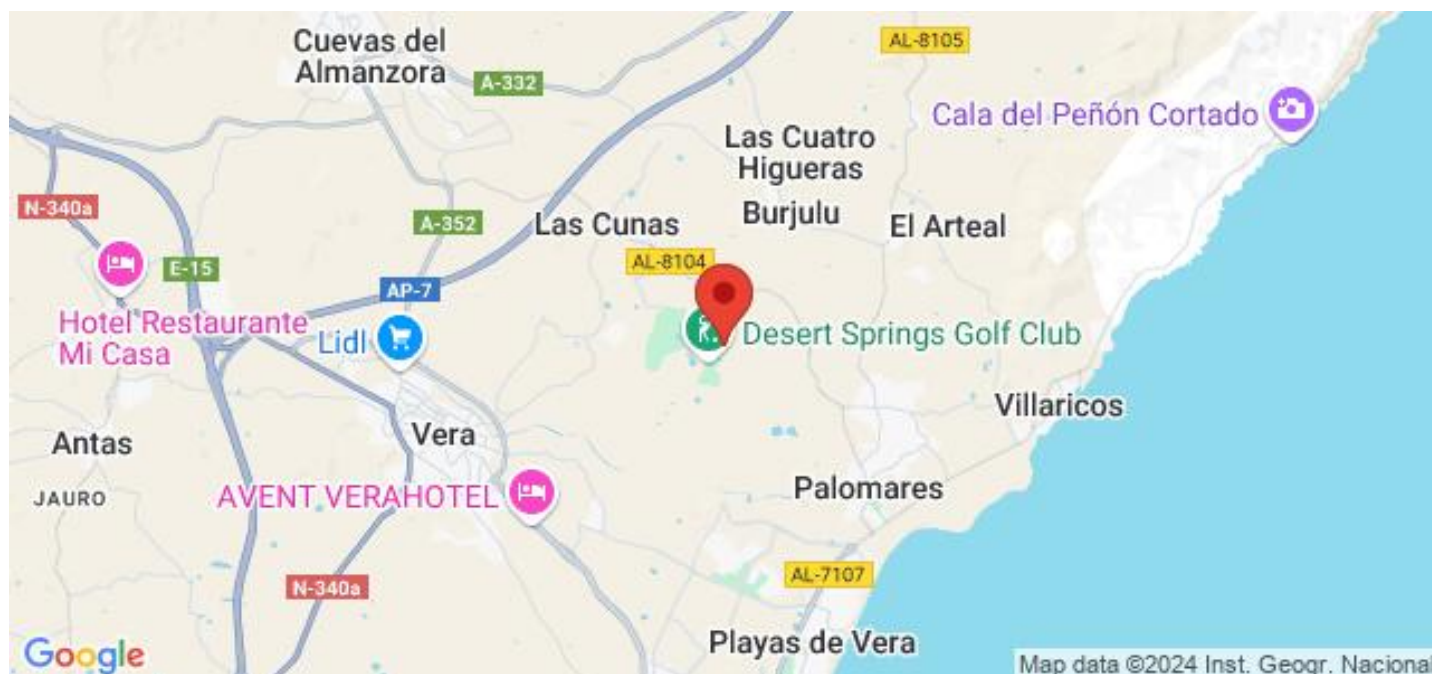 Cuevas del
Almanzora
A-332
AL-8105
Cala del Peñón Cortado
Las Cuatro
Higueras
N-340a
A-352
Las Cunas
Burjulu
El Arteal
E-15
AL-8104
AP-7
Hotel Restaurante
Mi Casa
Lidl
Desert Springs Golf Club
Villaricos
Antas
Vera
JAURO
AVENT VERAHOTEL
Palomares
N-340a
AL-7107
Playas de Vera
Google
Map data ©2024 Inst. Geogr. Nacional